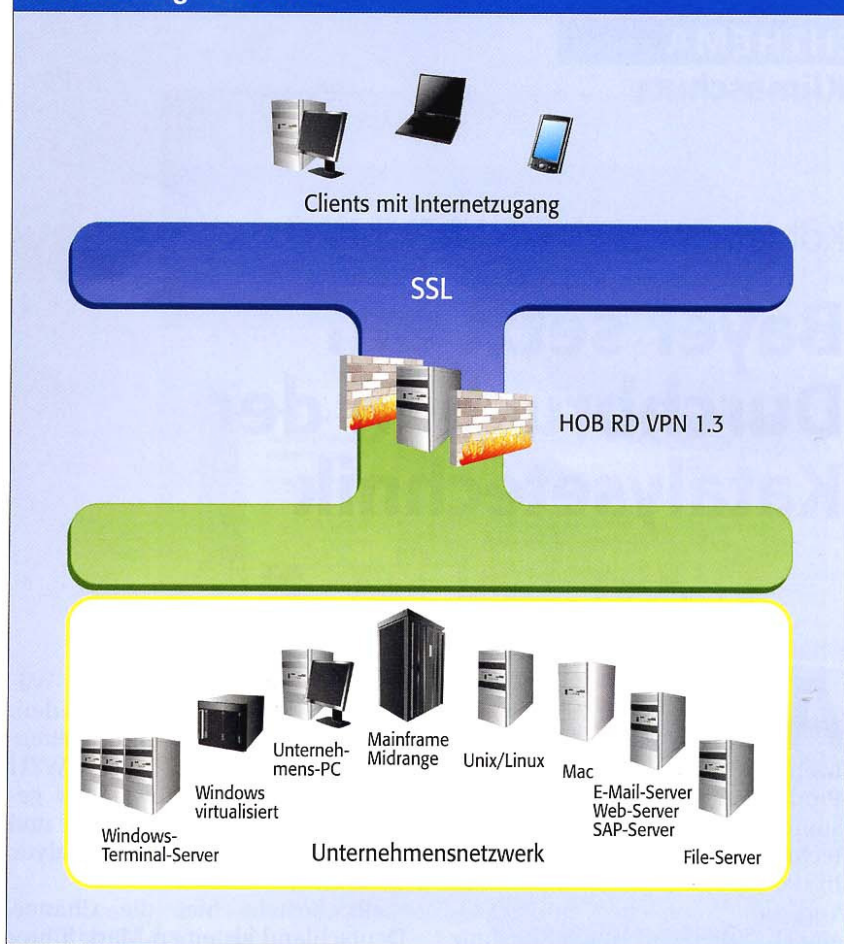 Clients mit Internetzugang
SSL
HOB RD VPN 1.3
Windows-
Terminal-Server
Windows
virtualisiert
Unterneh-
mens-PC
Mainframe
Midrange
Unix/Linux
Mac
E-Mail-Server
Web-Server
SAP-Server
File-Server
Unternehmensnetzwerk